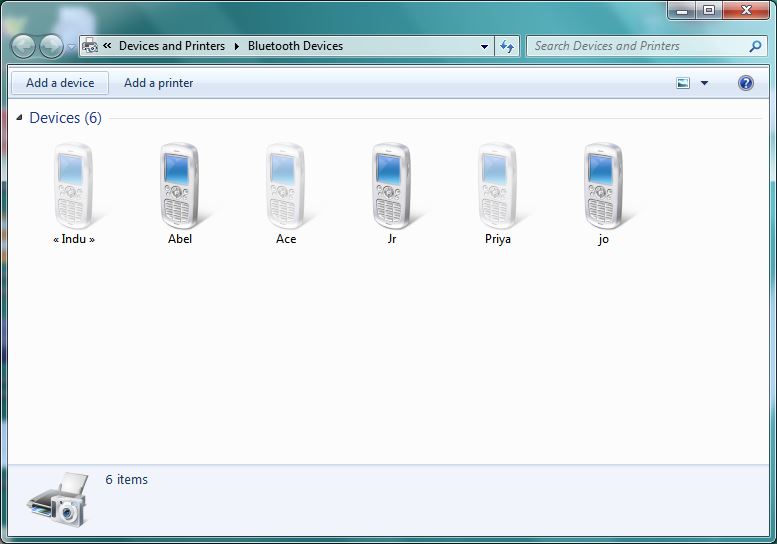 « Devices and Printers Bluetooth Devices Search Devices and Printers
Add a device Add a printer
Devices (6)
« Indu » Abel Ace Jr Priya jo
6 items